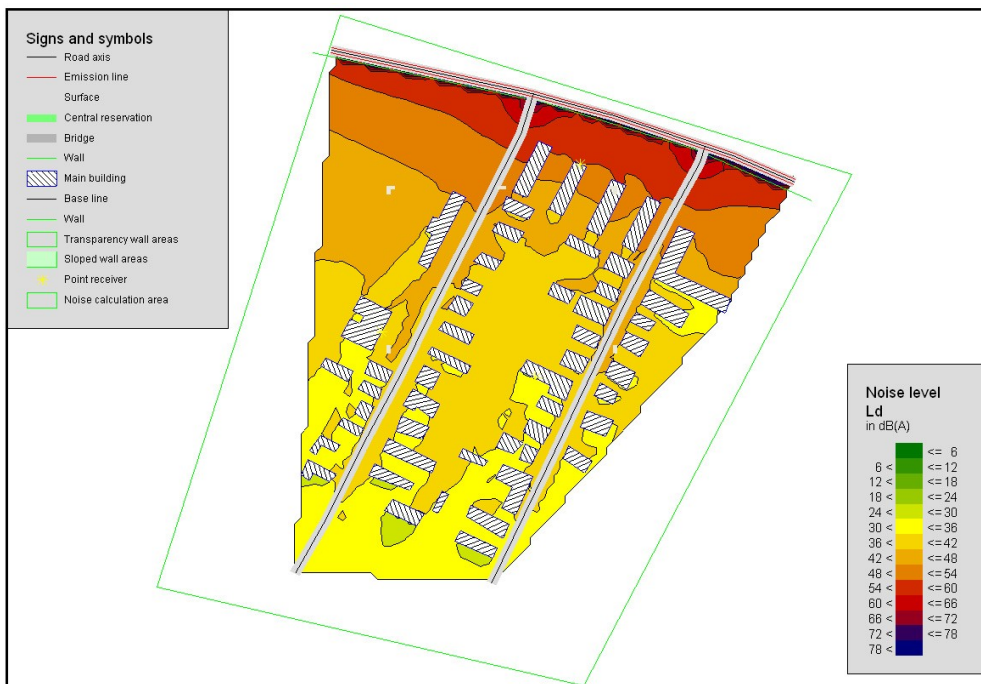 Signs and symbols
Road axis
Emission line
Surface
Central reservation
Bridge
Wall
Main building
Base line
Wall
Transparency wall areas
Sloped wall areas
Point receiver
Noise calculation area
Noise level
Ld
in dB(A)
<= 6
6 < <= 12
12 < <= 18
18 < <= 24
24 < <= 30
30 < <= 36
36 < <= 42
42 < <= 48
48 < <= 54
54 < <= 60
60 < <= 66
66 < <= 72
72 < <= 78
78 <